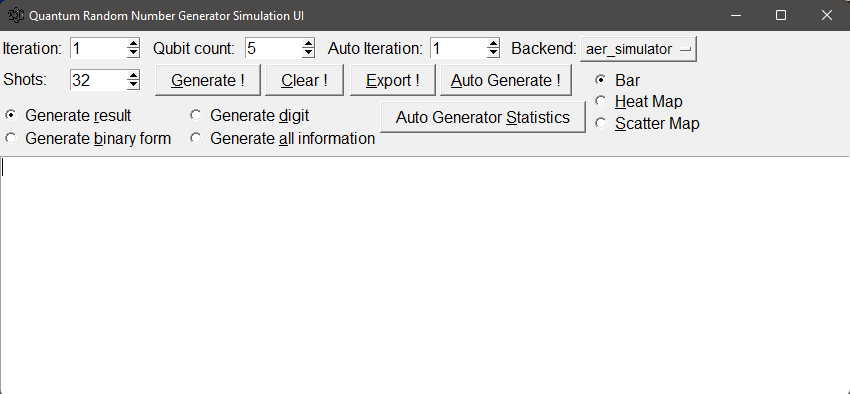 Quantum Random Number Generator Simulation UI
Iteration: 1 Qubit count: 5 Auto Iteration: 1 Backend: aer_simulator
Shots: 32 Generate ! Clear ! Export ! Auto Generate ! Bar
Heat Map
Generate result Generate digit Auto Generator Statistics Scatter Map
Generate binary form Generate all information